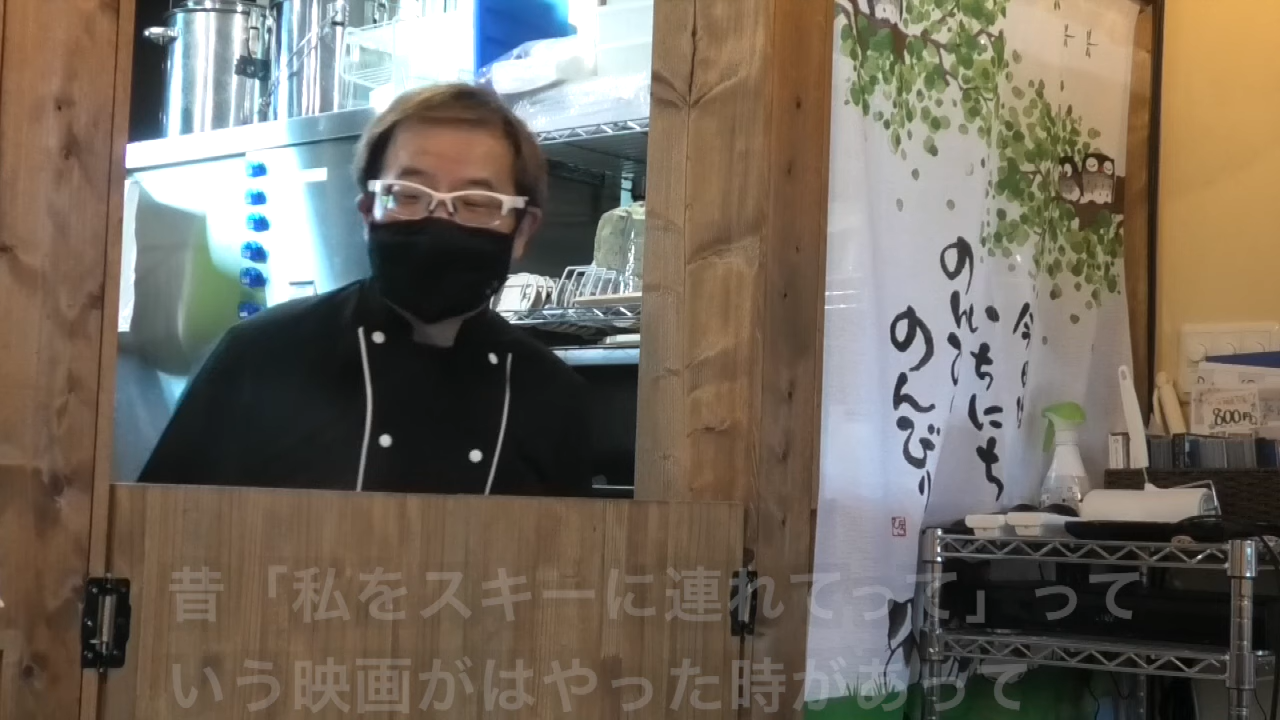 今日は
いちにち
のんびり
のんびり
800円
昔「私をスキーに連れてって」って
いう映画がはやった時があって